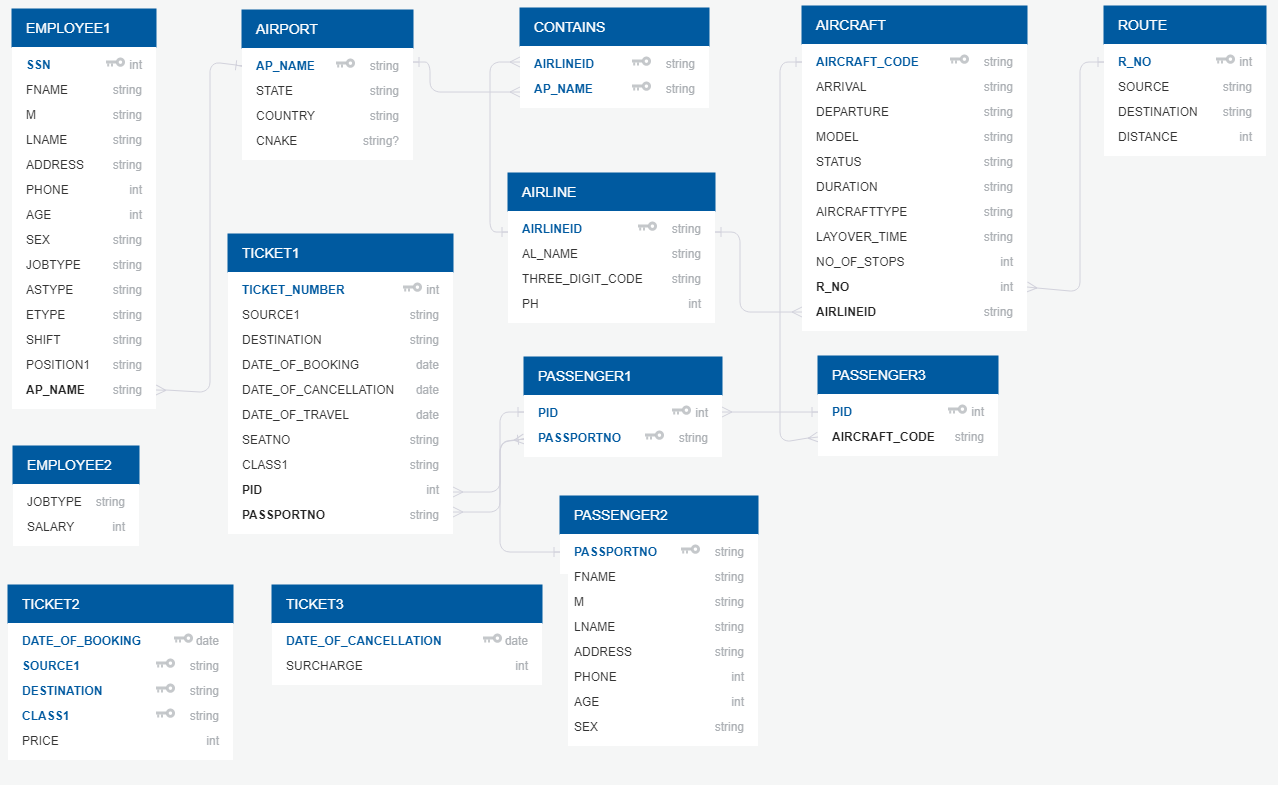 EMPLOYEE1
SSN int
FNAME string
M string
LNAME string
ADDRESS string
PHONE int
AGE int
SEX string
JOBTYPE string
ASTYPE string
ETYPE string
SHIFT string
POSITION1 string
AP_NAME string
AIRPORT
AP_NAME string
STATE string
COUNTRY string
CNAKE string?
CONTAINS
AIRLINEID string
AP_NAME string
AIRCRAFT
AIRCRAFT_CODE string
ARRIVAL string
DEPARTURE string
MODEL string
STATUS string
DURATION string
AIRCRAFTTYPE string
LAYOVER_TIME string
NO_OF_STOPS int
R_NO int
AIRLINEID string
ROUTE
R_NO int
SOURCE string
DESTINATION string
DISTANCE int
AIRLINE
AIRLINEID string
AL_NAME string
THREE_DIGIT_CODE string
PH int
TICKET1
TICKET_NUMBER int
SOURCE1 string
DESTINATION string
DATE_OF_BOOKING date
DATE_OF_CANCELLATION date
DATE_OF_TRAVEL date
SEATNO string
CLASS1 string
PID int
PASSPORTNO string
PASSENGER1
PID int
PASSPORTNO string
PASSENGER3
PID int
AIRCRAFT_CODE string
EMPLOYEE2
JOBTYPE string
SALARY int
PASSENGER2
PASSPORTNO string
FNAME string
M string
LNAME string
ADDRESS string
PHONE int
AGE int
SEX string
TICKET2
DATE_OF_BOOKING date
SOURCE1 string
DESTINATION string
CLASS1 string
PRICE int
TICKET3
DATE_OF_CANCELLATION date
SURCHARGE int